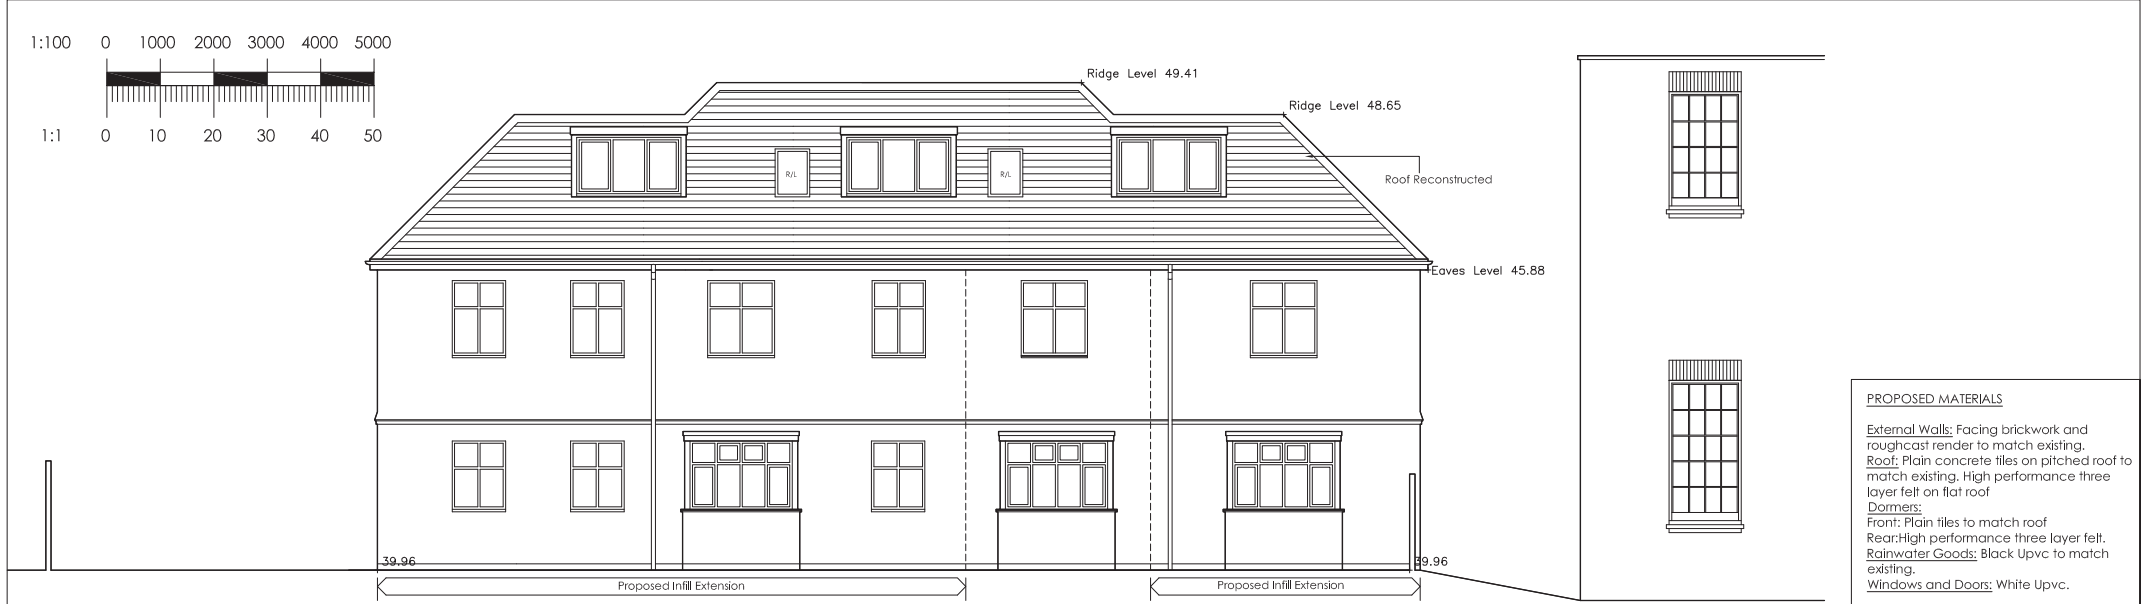 1:100 0 1000 2000 3000 4000 5000
1:1 0 10 20 30 40 50
Ridge Level 49.41
Ridge Level 48.65
R/L
R/L
Roof Reconstructed
Eaves Level 45.88
39.96
39.96
Proposed Infill Extension
Proposed Infill Extension
PROPOSED MATERIALS
External Walls: Facing brickwork and
roughcast render to match existing.
Roof: Plain concrete tiles on pitched roof to
match existing. High performance three
layer felt on flat roof
Dormers:
Front: Plain tiles to match roof
Rear:High performance three layer felt.
Rainwater Goods: Black Upvc to match
existing.
Windows and Doors: White Upvc.